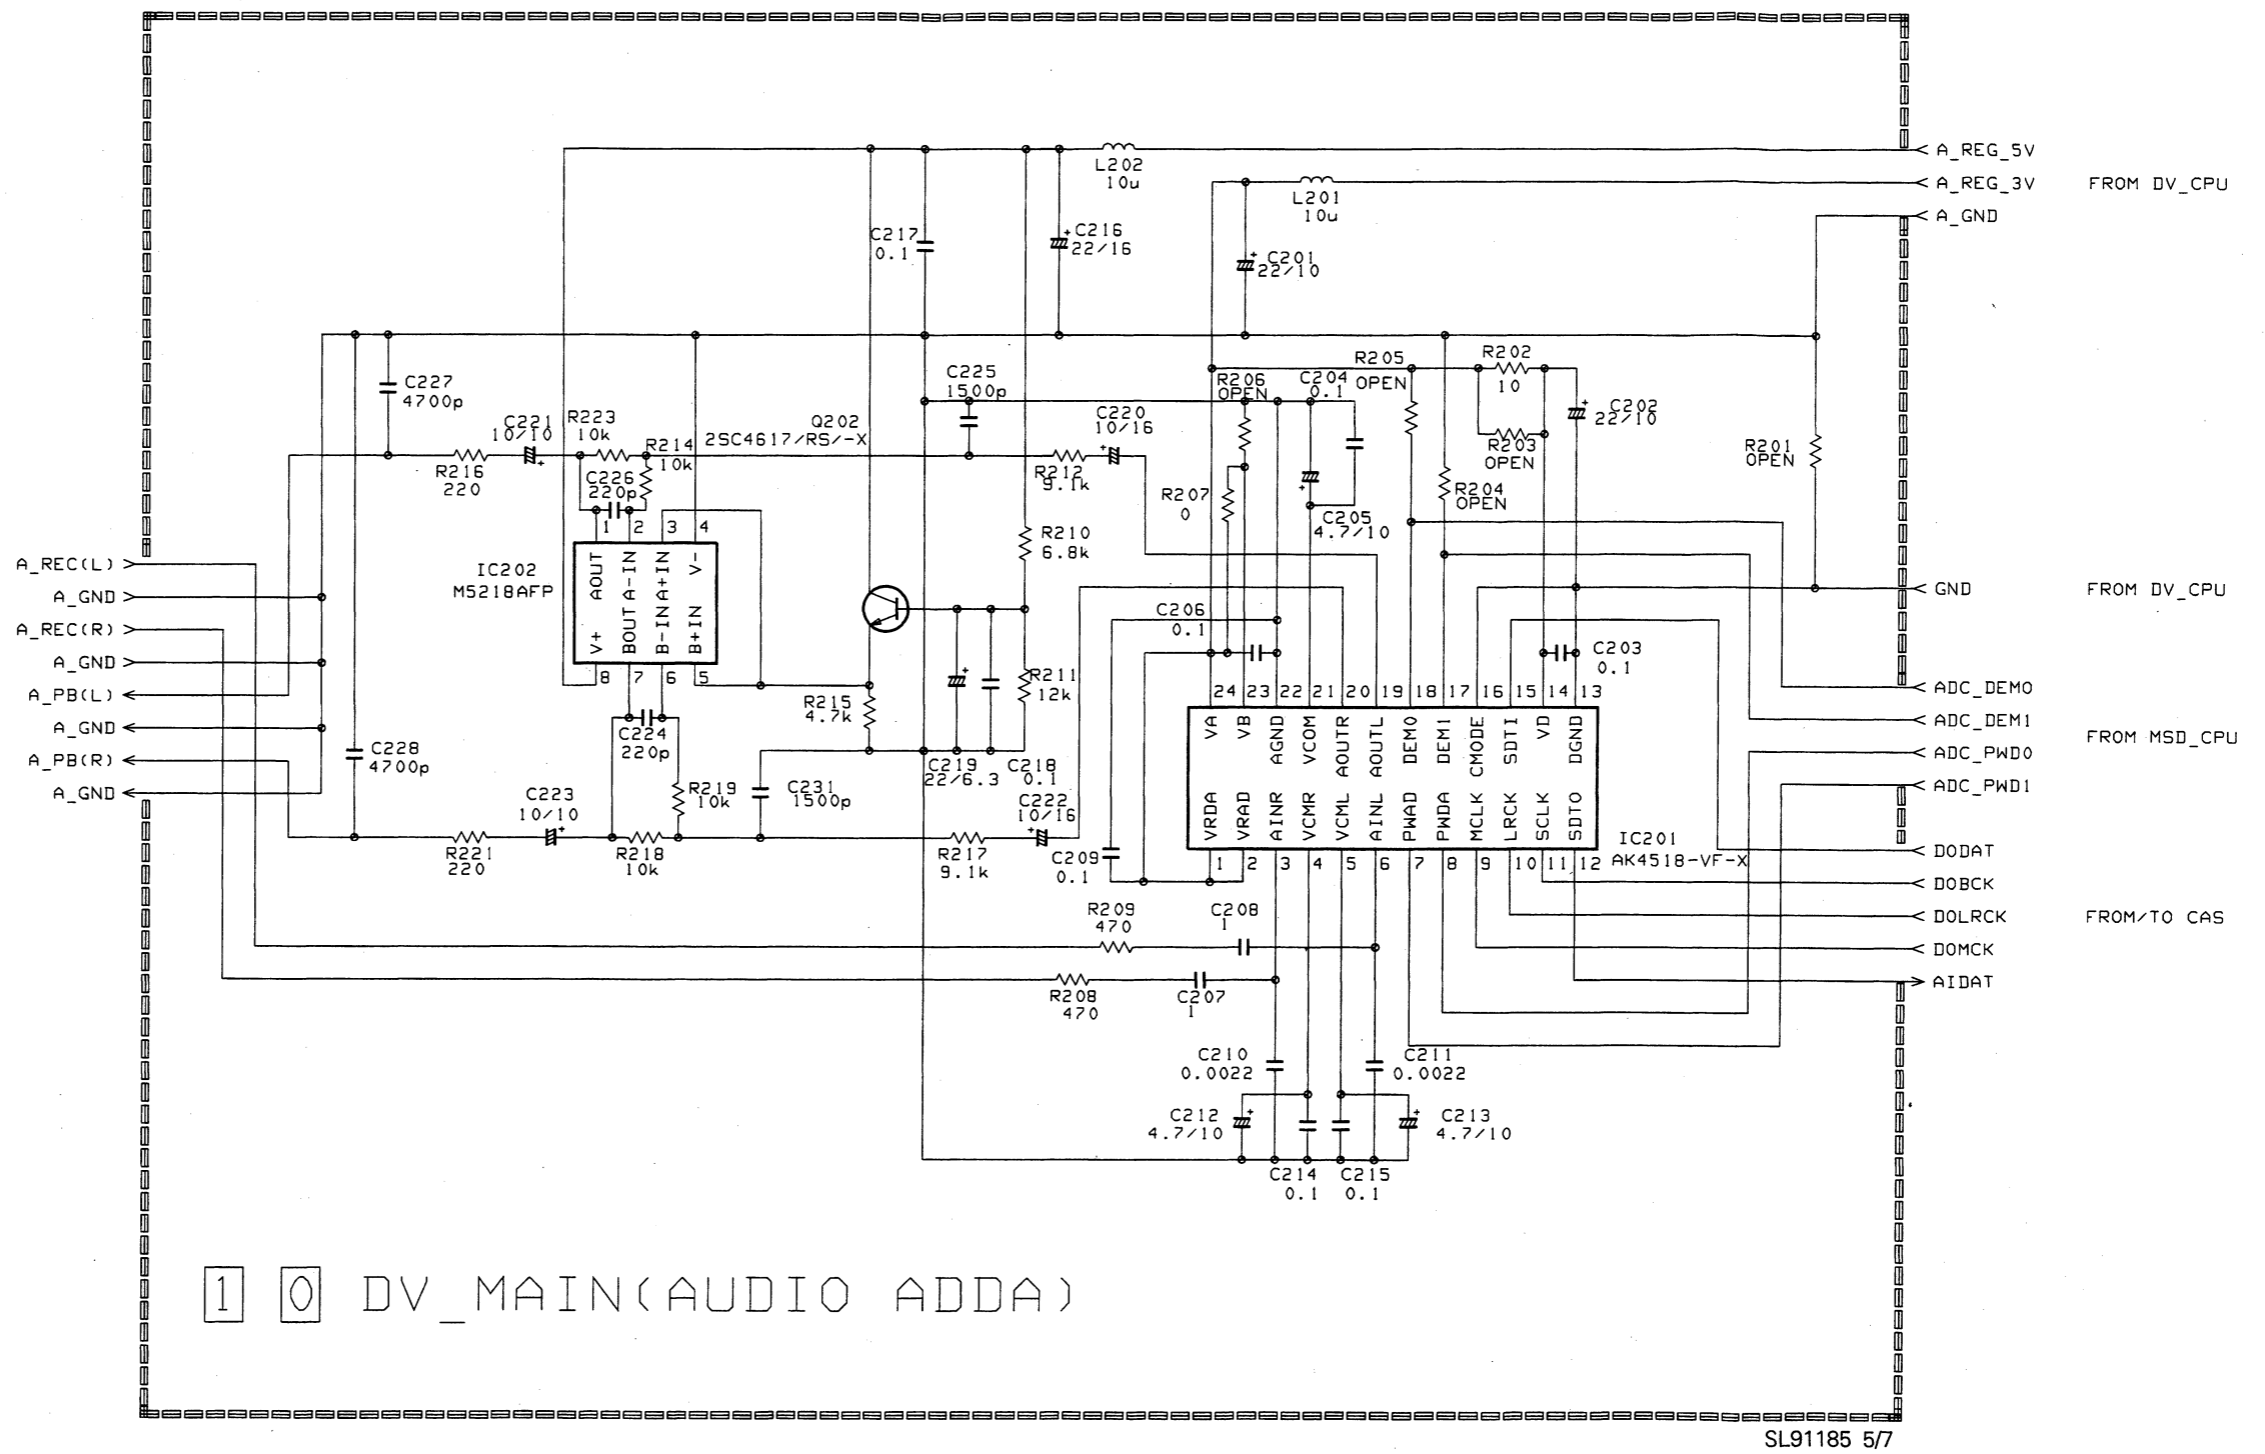 L202
10u
A_REG_5V
A_REG_3V
FROM DV_CPU
L201
10u
A_GND
C217
0.1
C216
22/16
C201
22/10
C227
4700p
C225
1500p
R206
OPEN
C204
0.1
R205
OPEN
R202
10
C221
10/10
R223
10k
R214
10k
Q202
2SC4617/RS/-X
C220
10/16
C202
22/10
R216
220
C226
220p
R212
9.1k
R203
OPEN
R201
OPEN
R207
0
R204
OPEN
C205
4.7/10
1 2 3 4
R210
6.8k
A_REC(L)
A_GND
A_REC(R)
A_GND
A_PB(L)
A_GND
A_PB(R)
A_GND
IC202
M5218AFP
AOUT
A-IN
A+IN
V-
V+
BOUT
B-IN
B+IN
8 7 6 5
GND
FROM DV_CPU
C206
0.1
C203
0.1
R211
12k
R215
4.7k
24 23 22 21 20 19 18 17 16 15 14 13
ADC_DEM0
ADC_DEM1
ADC_PWD0
ADC_PWD1
FROM MSD_CPU
C224
220p
C228
4700p
VA
VB
AGND
VCOM
AOUTR
AOUTL
DEM0
DEM1
CMODE
SDTI
VD
DGND
C219
22/6.3
C218
0.1
R219
10k
C231
1500p
C223
10/10
C222
10/16
VRDA
VRAD
AINR
VCMR
VCML
AINL
PWAD
PWDA
MCLK
LRCK
SCLK
SDTO
IC201
AK4518-VF-X
R221
220
R218
10k
R217
9.1k
C209
0.1
1 2 3 4 5 6 7 8 9 10 11 12
DODAT
DOBCK
DOLRCK
DOMCK
AIDAT
FROM/TO CAS
R209
470
C208
1
R208
470
C207
1
C210
0.0022
C211
0.0022
C212
4.7/10
C213
4.7/10
C214
0.1
C215
0.1
1 0 DV_MAIN(AUDIO ADDA)
SL91185 5/7